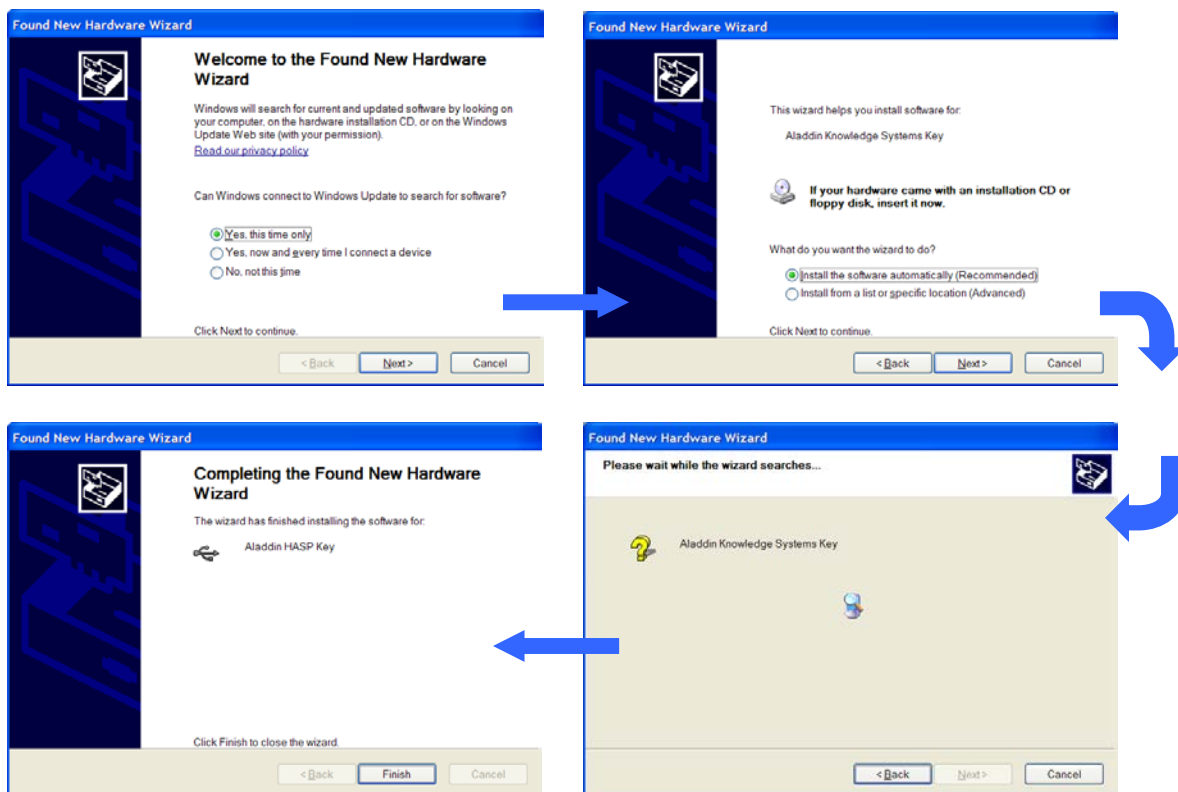 Found New Hardware Wizard
Welcome to the Found New Hardware
Wizard
Windows will search for current and updated software by looking on
your computer, on the hardware installation CD, or on the Windows
Update Web site (with your permission).
Read our privacy policy
Can Windows connect to Windows Update to search for software?
Yes, this time only
Yes, now and every time I connect a device
No, not this time
Click Next to continue.
< Back
Next >
Cancel
Found New Hardware Wizard
This wizard helps you install software for:
Aladdin Knowledge Systems Key
If your hardware came with an installation CD or
floppy disk, insert it now.
What do you want the wizard to do?
Install the software automatically (Recommended)
Install from a list or specific location (Advanced)
Click Next to continue.
< Back
Next >
Cancel
Found New Hardware Wizard
Please wait while the wizard searches...
Aladdin Knowledge Systems Key
< Back
Next >
Cancel
Found New Hardware Wizard
Completing the Found New Hardware
Wizard
The wizard has finished installing the software for:
Aladdin HASP Key
Click Finish to close the wizard.
< Back
Finish
Cancel